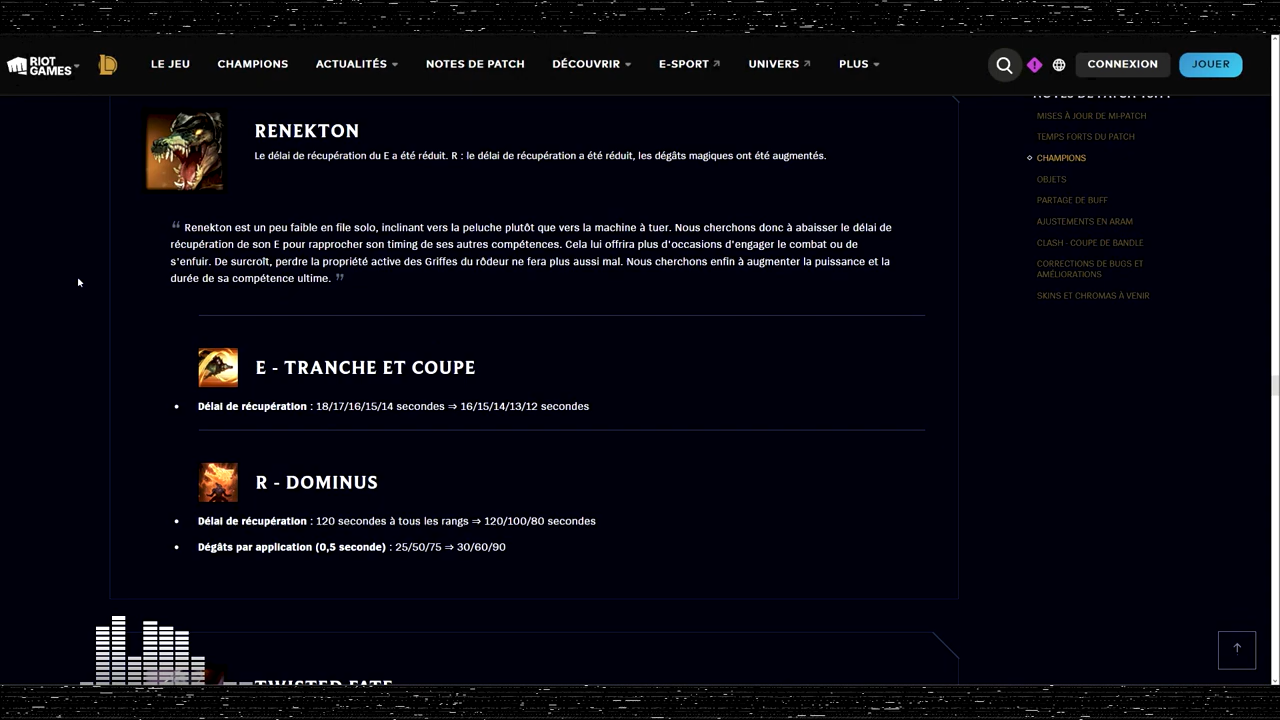 RIOT GAMES
LE JEU
CHAMPIONS
ACTUALITÉS
NOTES DE PATCH
DÉCOUVRIR
E-SPORT
UNIVERS
PLUS
CONNEXION
JOUER
RENEKTON
Le délai de récupération du E a été réduit. R : le délai de récupération a été réduit, les dégâts magiques ont été augmentés.
“ Renekton est un peu faible en file solo, inclinant vers la peluche plutôt que vers la machine à tuer. Nous cherchons donc à abaisser le délai de
récupération de son E pour rapprocher son timing de ses autres compétences. Cela lui offrira plus d'occasions d'engager le combat ou de
s'enfuir. De surcroît, perdre la propriété active des Griffes du rôdeur ne fera plus aussi mal. Nous cherchons enfin à augmenter la puissance et la
durée de sa compétence ultime. ”
E - TRANCHE ET COUPE
• Délai de récupération : 18/17/16/15/14 secondes ⇒ 16/15/14/13/12 secondes
R - DOMINUS
• Délai de récupération : 120 secondes à tous les rangs ⇒ 120/100/80 secondes
• Dégâts par application (0,5 seconde) : 25/50/75 ⇒ 30/60/90
TWISTED FATE
NOTES DE PATCH
MISES À JOUR DE MI-PATCH
TEMPS FORTS DU PATCH
CHAMPIONS
OBJETS
PARTAGE DE BUFF
AJUSTEMENTS EN ARAM
CLASH - COUPE DE BANDLE
CORRECTIONS DE BUGS ET
AMÉLIORATIONS
SKINS ET CHROMAS À VENIR